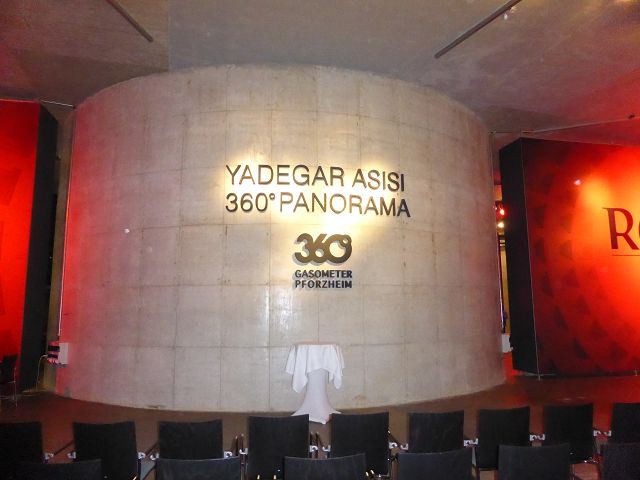 YADEGAR ASISI
360° PANORAMA
360°
GASOMETER
PFORZHEIM